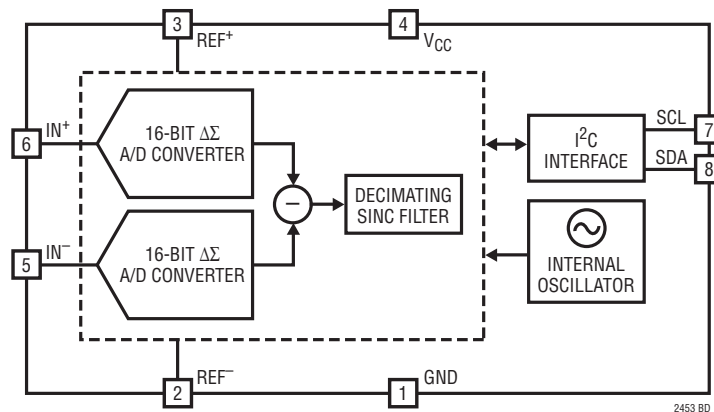 3
REF⁺
4
VCC
6
IN⁺
16-BIT ΔΣ
A/D CONVERTER
5
IN⁻
16-BIT ΔΣ
A/D CONVERTER
−
DECIMATING
SINC FILTER
I²C
INTERFACE
SCL
7
SDA
8
INTERNAL
OSCILLATOR
2
REF⁻
1
GND
2453 BD